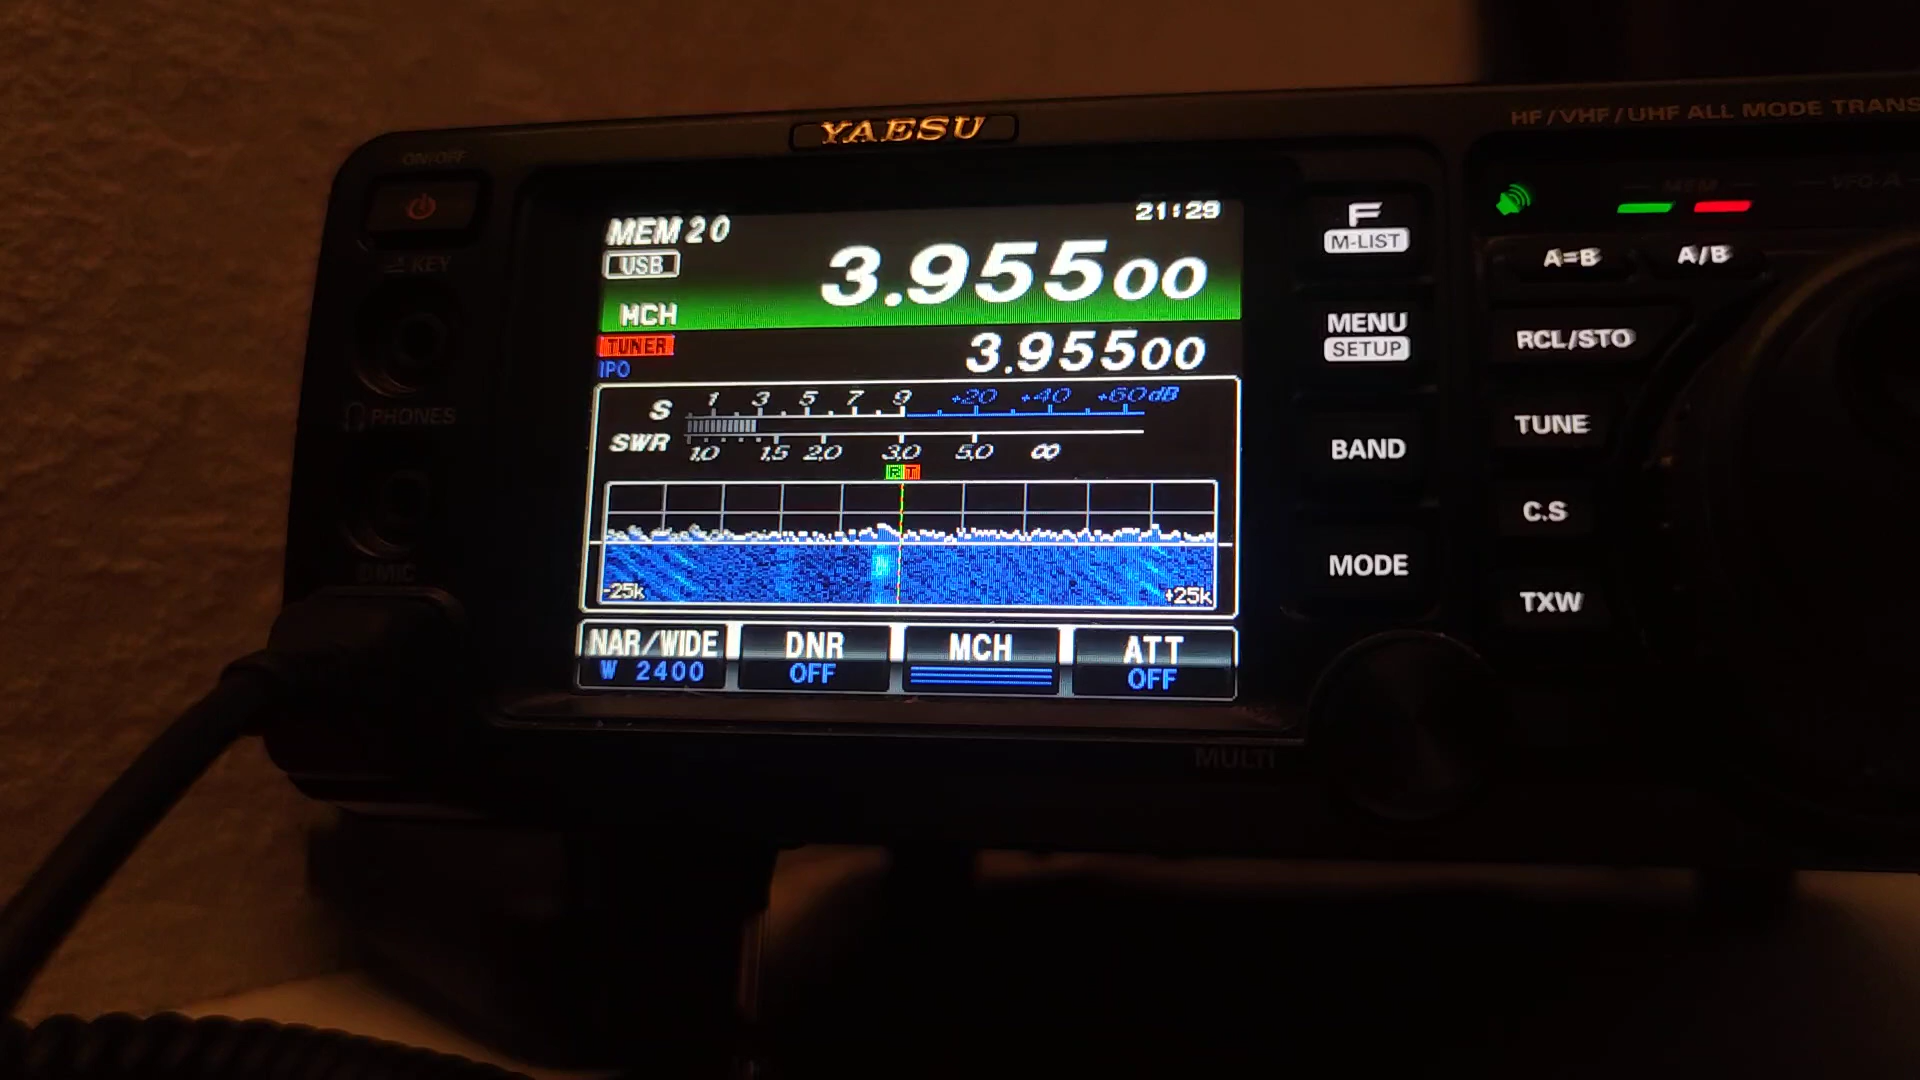 YAESU
HF/VHF/UHF ALL MODE TRANS
ON/OFF
KEY
PHONES
MIC
MEM 20
21:29
USB
3.95500
MCH
TUNER
3.95500
IPO
S 1 3 5 7 9 +20 +40 +60dB
SWR 1.0 1.5 2.0 3.0 5.0 ∞
R T
-25k
+25k
NAR/WIDE
W 2400
DNR
OFF
MCH
ATT
OFF
F
M-LIST
MENU
SETUP
BAND
MODE
MULTI
MEM
VFO-A
A=B
A/B
RCL/STO
TUNE
C.S
TXW